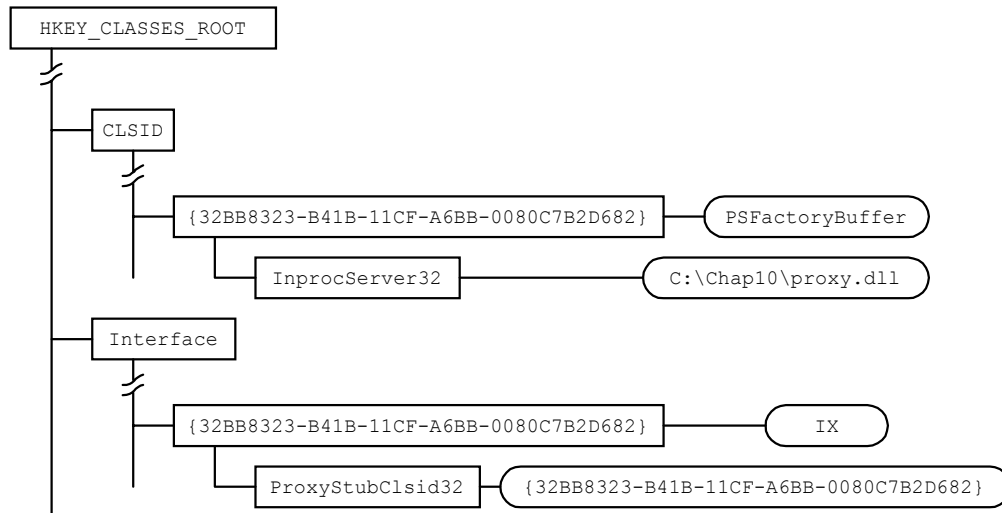 HKEY_CLASSES_ROOT
CLSID
{32BB8323-B41B-11CF-A6BB-0080C7B2D682} PSFactoryBuffer
InprocServer32 C:\Chap10\proxy.dll
Interface
{32BB8323-B41B-11CF-A6BB-0080C7B2D682} IX
ProxyStubClsid32 {32BB8323-B41B-11CF-A6BB-0080C7B2D682}